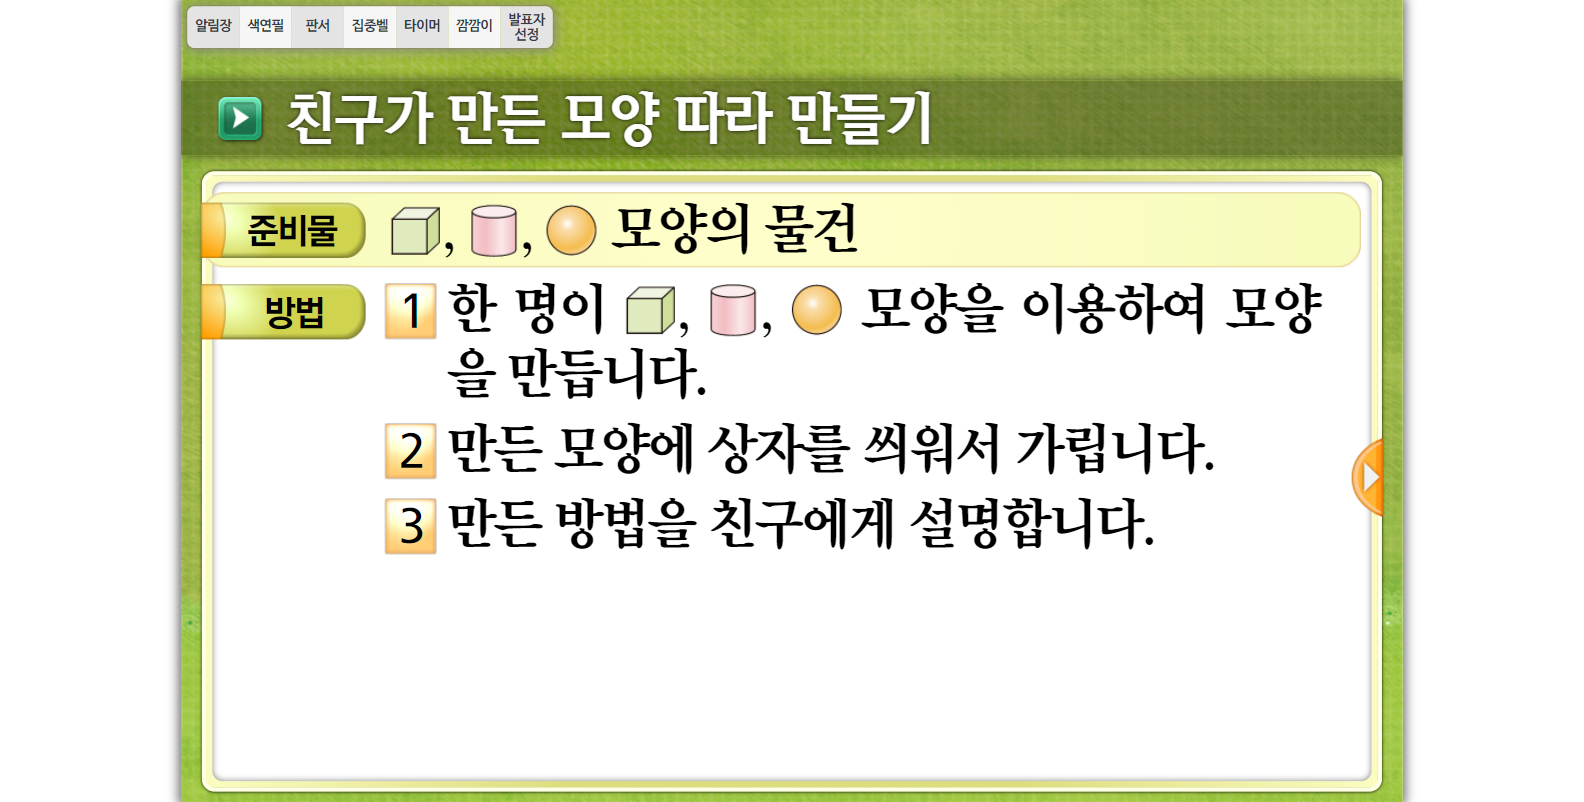 알림장 색연필 판서 집중벨 타이머 깜깜이 발표자
선정
친구가 만든 모양 따라 만들기
준비물 , , 모양의 물건
방법 1 한 명이 , , 모양을 이용하여 모양
을 만듭니다.
2 만든 모양에 상자를 씌워서 가립니다.
3 만든 방법을 친구에게 설명합니다.